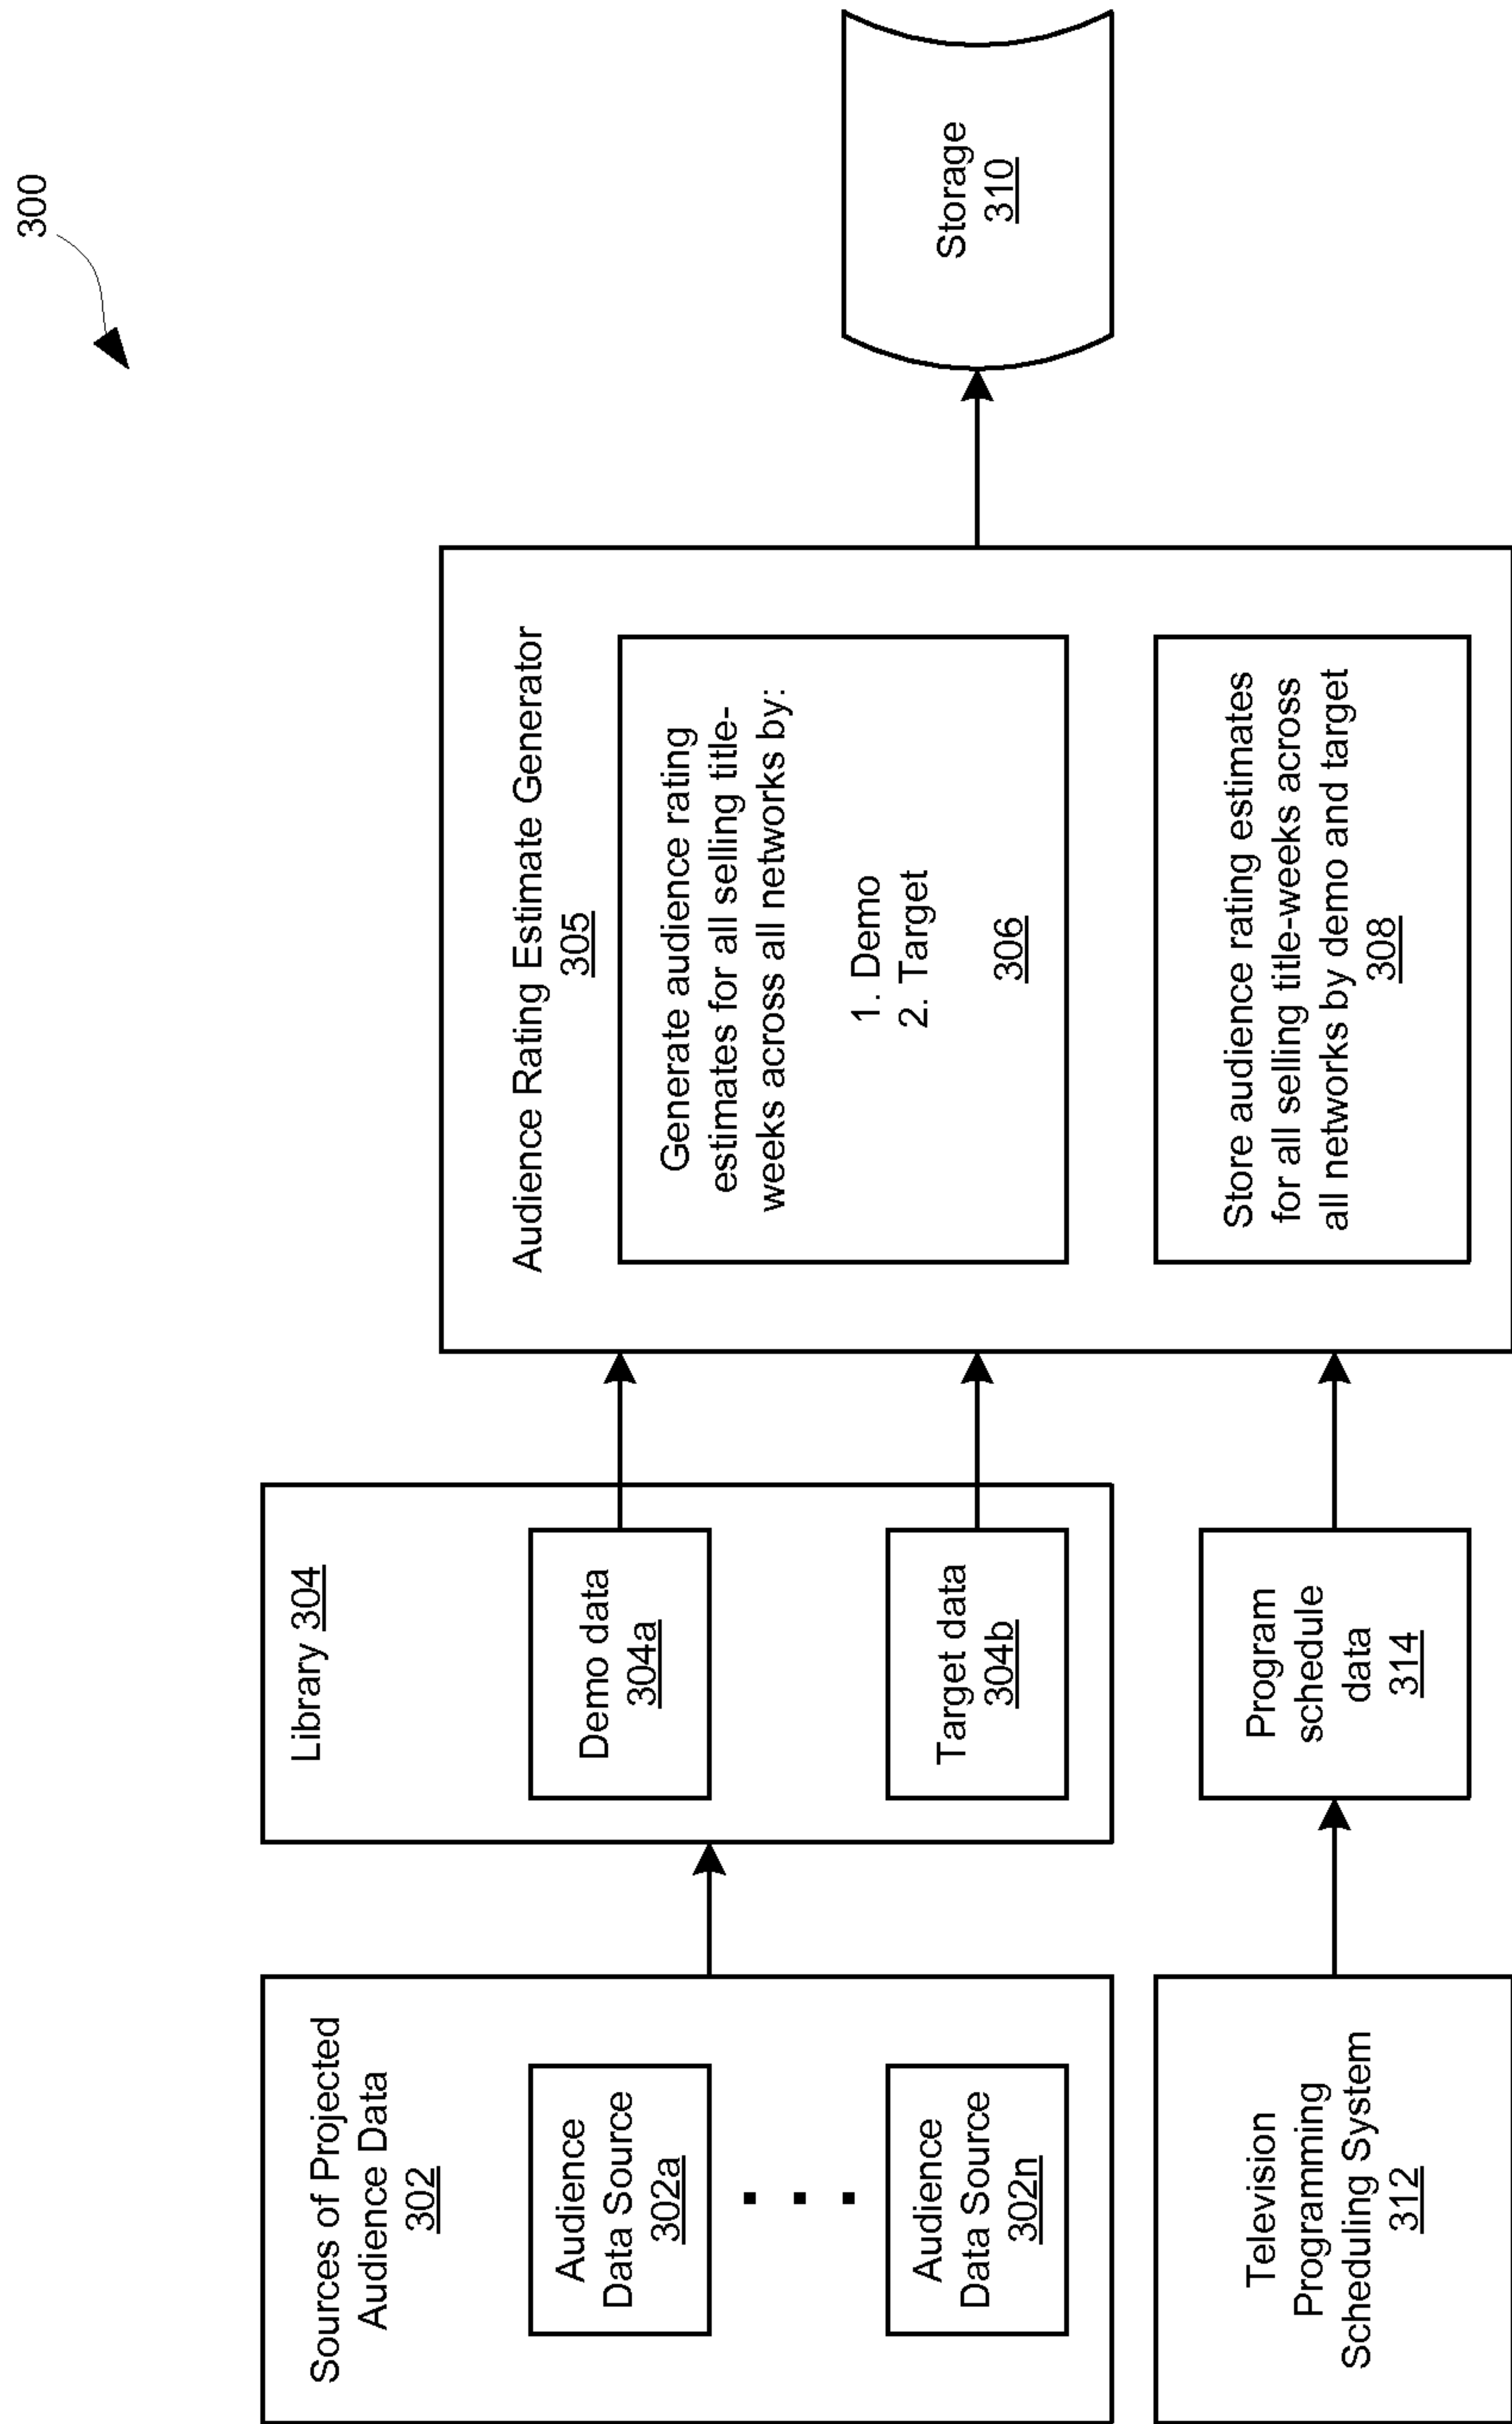 300
Sources of Projected
Audience Data
302
Audience
Data Source
302a
Audience
Data Source
302n
Television
Programming
Scheduling System
312
Library 304
Demo data
304a
Target data
304b
Program
schedule
data
314
Audience Rating Estimate Generator
305
Generate audience rating
estimates for all selling title-
weeks across all networks by:
1. Demo
2. Target
306
Store audience rating estimates
for all selling title-weeks across
all networks by demo and target
308
Storage
310